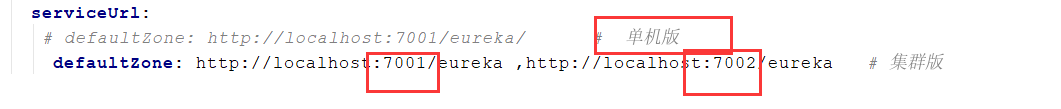 serviceUrl:
# defaultZone: http://localhost:7001/eureka/ # 单机版
defaultZone: http://localhost:7001/eureka ,http://localhost:7002/eureka # 集群版